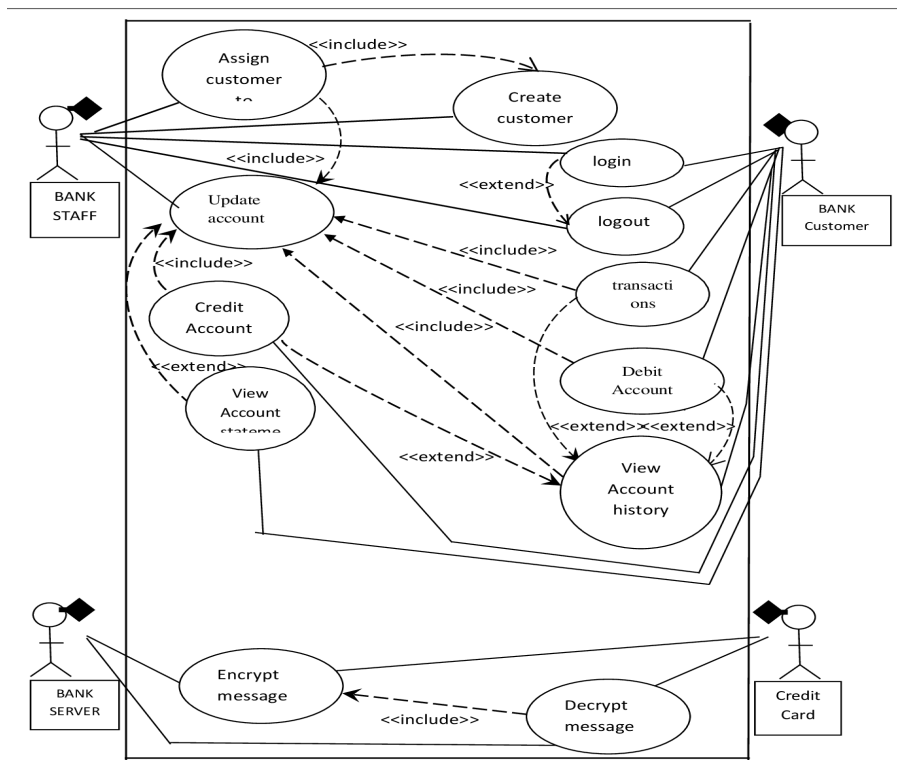 <<include>>
Assign
customer
to
Create
customer
BANK
STAFF
<<include>>
login
<<extend>>
BANK
Customer
Update
account
logout
<<include>>
<<include>>
<<include>>
transacti
ons
Credit
Account
<<include>>
<<extend>>
Debit
Account
View
Account
stateme
<<extend>>
<<extend>>
<<extend>>
View
Account
history
BANK
SERVER
Encrypt
message
<<include>>
Decrypt
message
Credit
Card